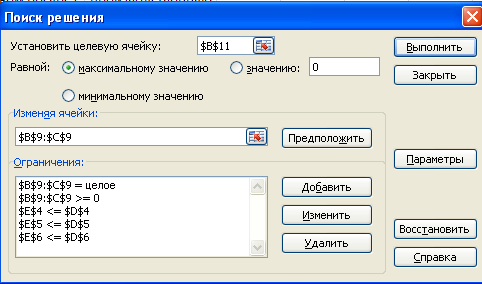 Поиск решения
Установить целевую ячейку: $B$11 Выполнить
Равной: максимальному значению значению: 0 Закрыть
минимальному значению
Изменяя ячейки:
$B$9:$C$9 Предположить
Ограничения: Параметры
$B$9:$C$9 = целое Добавить
$B$9:$C$9 >= 0
$E$4 <= $D$4 Изменить
$E$5 <= $D$5 Восстановить
$E$6 <= $D$6 Удалить
Справка